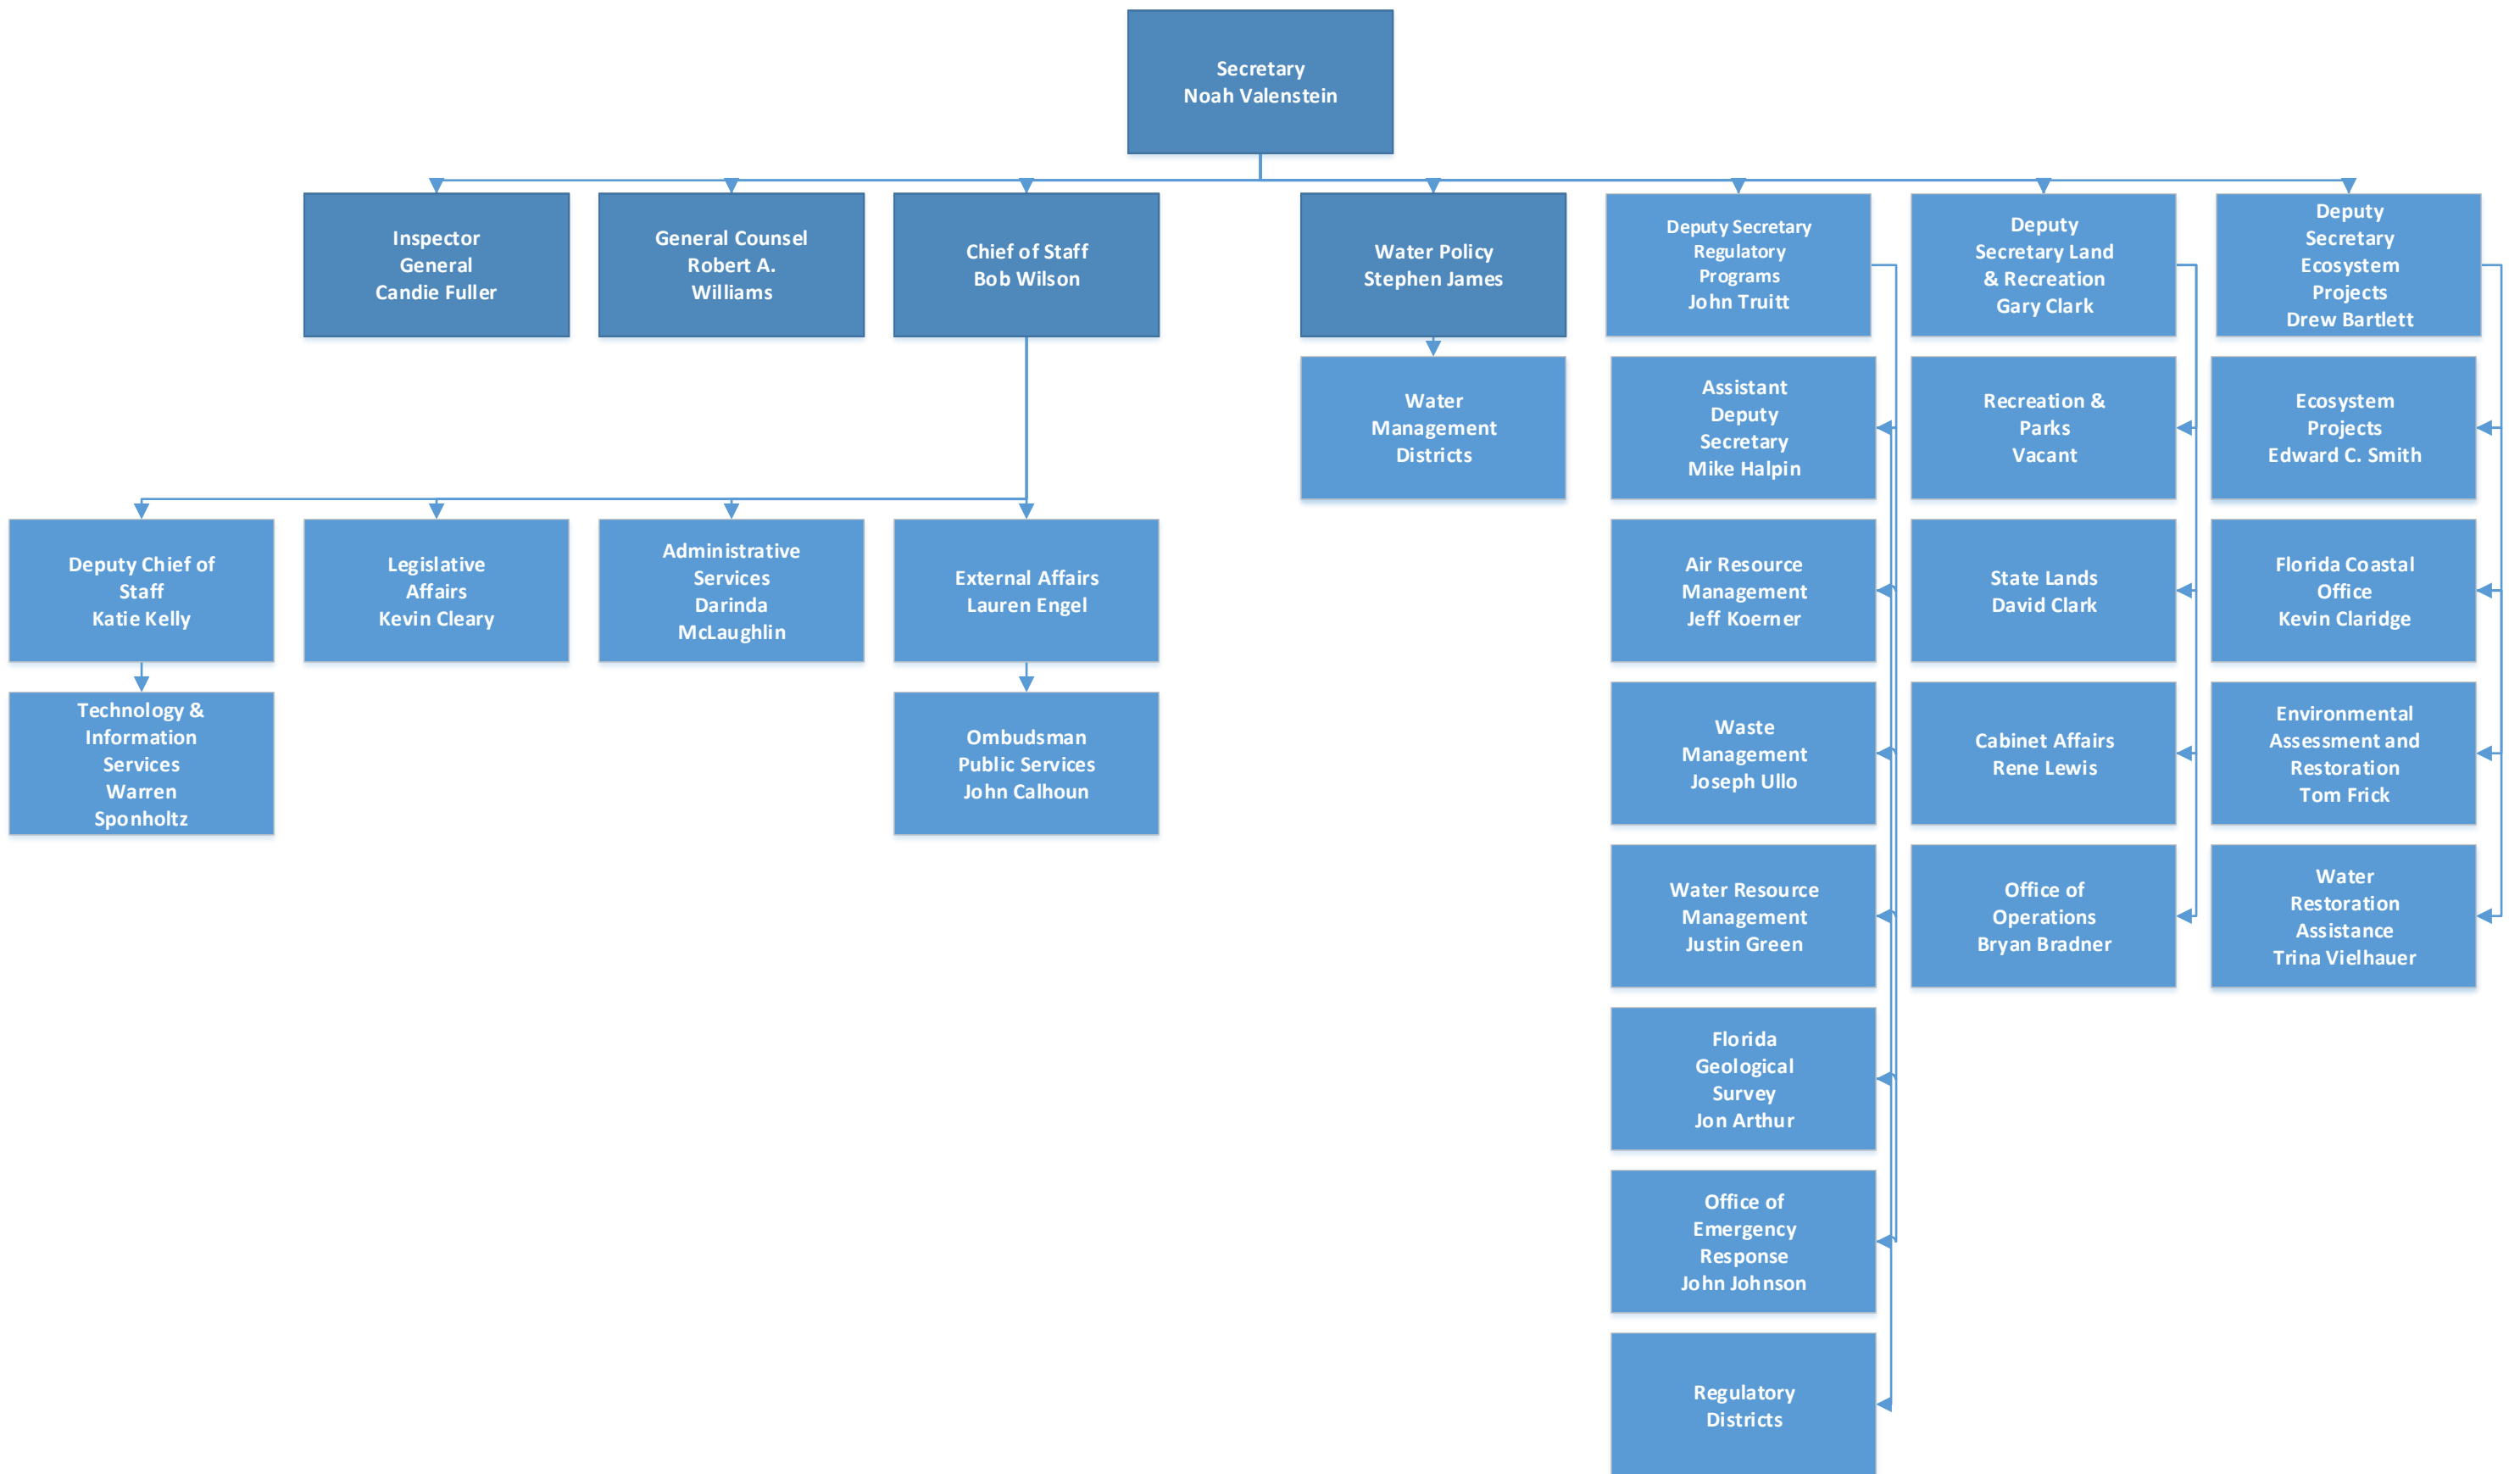 Secretary
Noah Valenstein
Inspector
General
Candie Fuller
General Counsel
Robert A.
Williams
Chief of Staff
Bob Wilson
Water Policy
Stephen James
Deputy Secretary
Regulatory
Programs
John Truitt
Deputy
Secretary Land
& Recreation
Gary Clark
Deputy
Secretary
Ecosystem
Projects
Drew Bartlett
Water
Management
Districts
Assistant
Deputy
Secretary
Mike Halpin
Recreation &
Parks
Vacant
Ecosystem
Projects
Edward C. Smith
Deputy Chief of
Staff
Katie Kelly
Legislative
Affairs
Kevin Cleary
Administrative
Services
Darinda
McLaughlin
External Affairs
Lauren Engel
Air Resource
Management
Jeff Koerner
State Lands
David Clark
Florida Coastal
Office
Kevin Claridge
Technology &
Information
Services
Warren
Sponholtz
Ombudsman
Public Services
John Calhoun
Waste
Management
Joseph Ullo
Cabinet Affairs
Rene Lewis
Environmental
Assessment and
Restoration
Tom Frick
Water Resource
Management
Justin Green
Office of
Operations
Bryan Bradner
Water
Restoration
Assistance
Trina Vielhauer
Florida
Geological
Survey
Jon Arthur
Office of
Emergency
Response
John Johnson
Regulatory
Districts